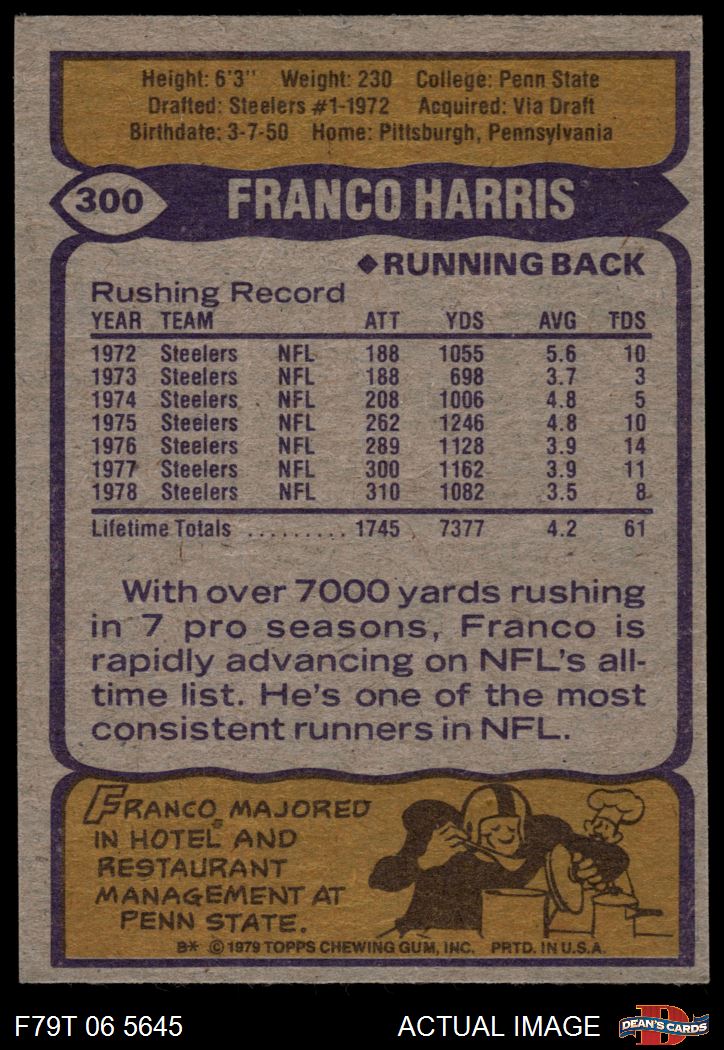 Height: 6'3" Weight: 230 College: Penn State
Drafted: Steelers #1-1972 Acquired: Via Draft
Birthdate: 3-7-50 Home: Pittsburgh, Pennsylvania
300 FRANCO HARRIS
◆RUNNING BACK
Rushing Record
YEAR TEAM ATT YDS AVG TDS
1972 Steelers NFL 188 1055 5.6 10
1973 Steelers NFL 188 698 3.7 3
1974 Steelers NFL 208 1006 4.8 5
1975 Steelers NFL 262 1246 4.8 10
1976 Steelers NFL 289 1128 3.9 14
1977 Steelers NFL 300 1162 3.9 11
1978 Steelers NFL 310 1082 3.5 8
Lifetime Totals ......... 1745 7377 4.2 61
With over 7000 yards rushing
in 7 pro seasons, Franco is
rapidly advancing on NFL's all-
time list. He's one of the most
consistent runners in NFL.
FRANCO MAJORED
IN HOTEL AND
RESTAURANT
MANAGEMENT AT
PENN STATE.
B* © 1979 TOPPS CHEWING GUM, INC. PRTD. IN U.S.A.
F79T 06 5645 ACTUAL IMAGE D DEAN'S CARDS